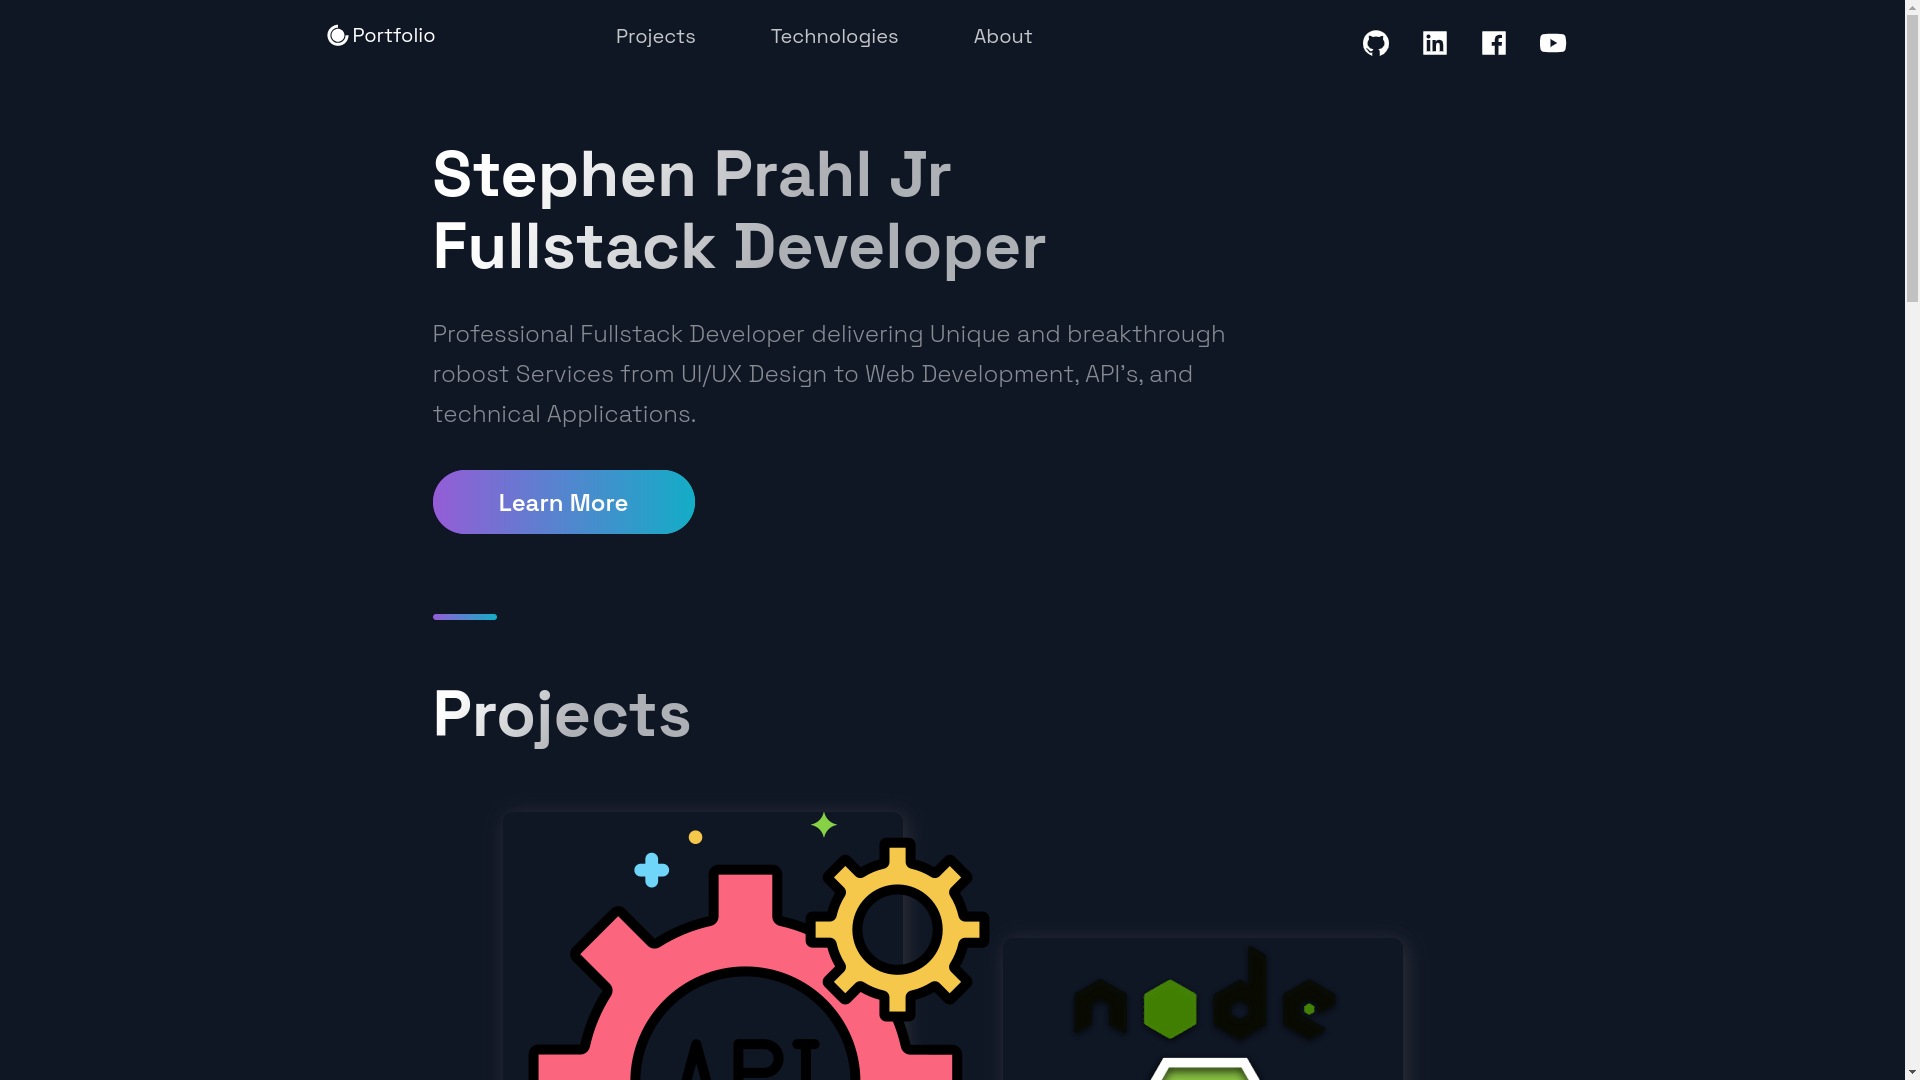 Portfolio
Projects
Technologies
About
Stephen Prahl Jr
Fullstack Developer
Professional Fullstack Developer delivering Unique and breakthrough
robost Services from UI/UX Design to Web Development, API's, and
technical Applications.
Learn More
Projects
API
node